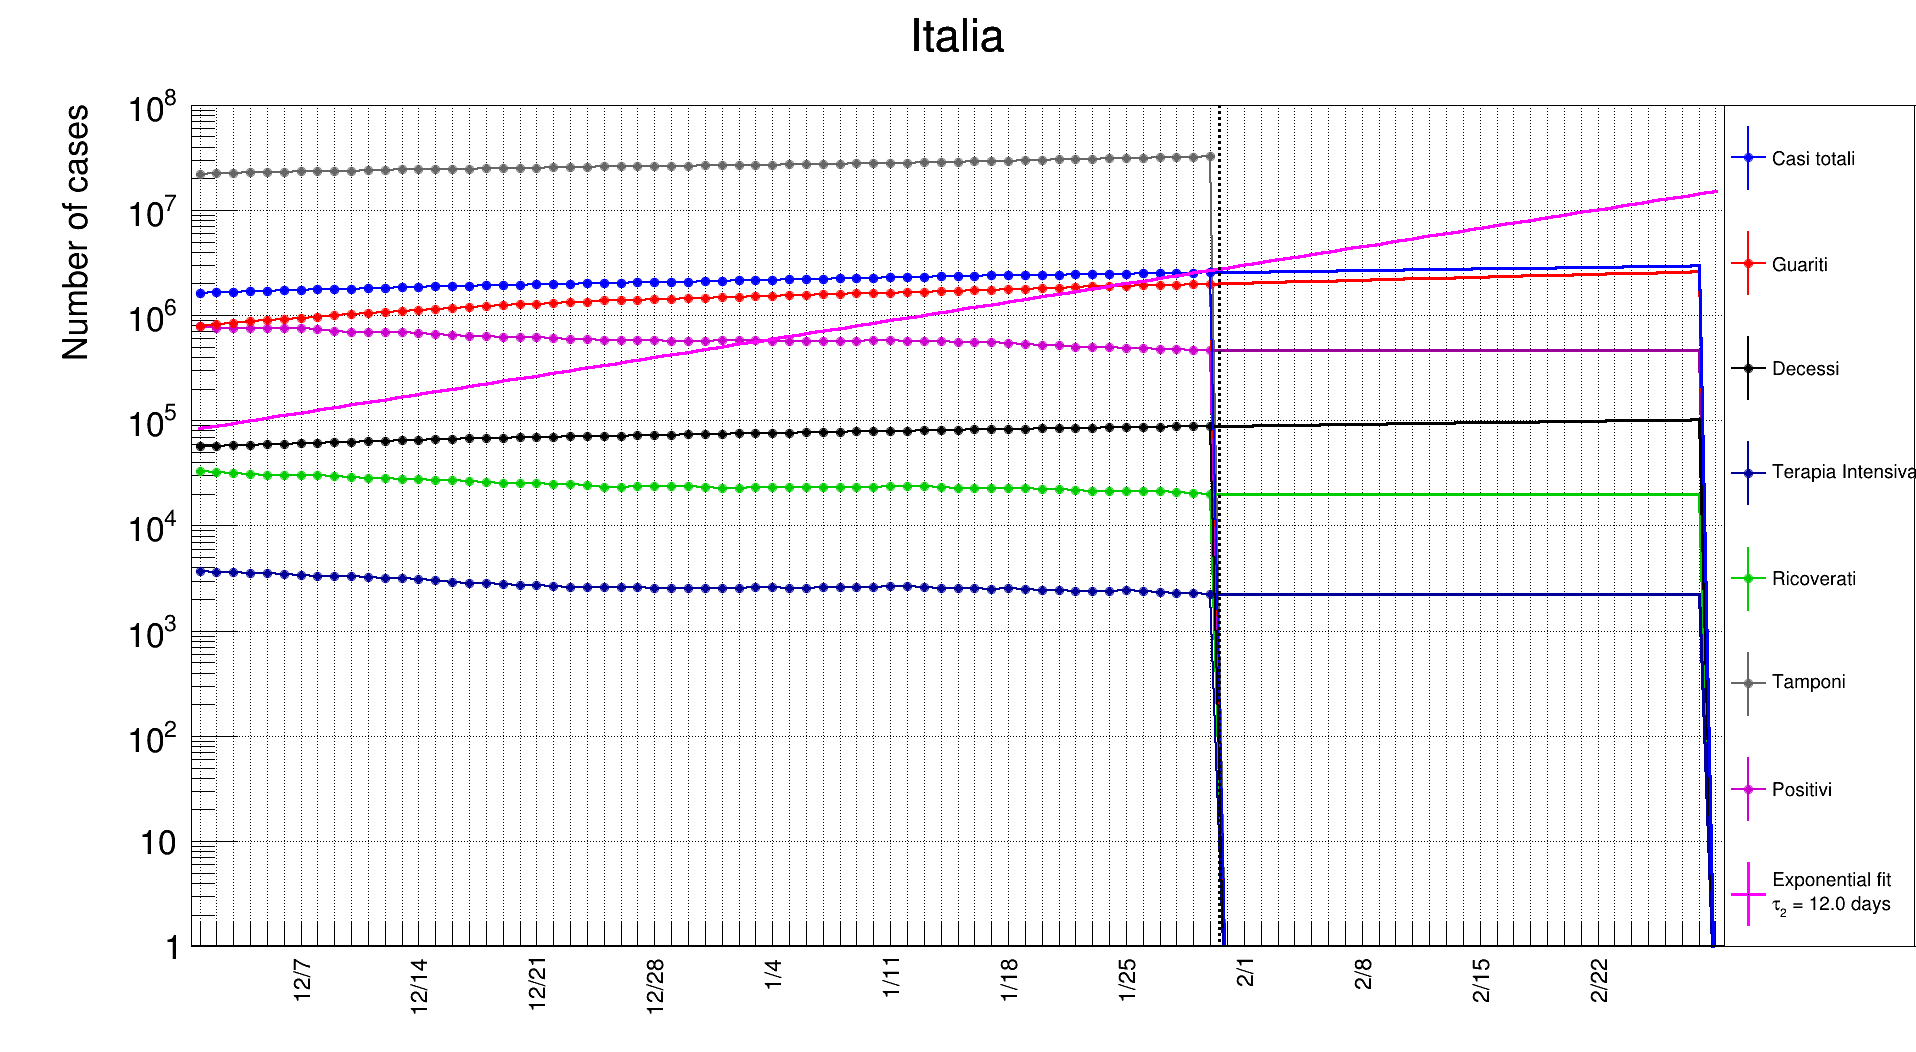 Italia
Number of cases
10^8
10^7
10^6
10^5
10^4
10^3
10^2
10
1
12/7
12/14
12/21
12/28
1/4
1/11
1/18
1/25
2/1
2/8
2/15
2/22
Casi totali
Guariti
Decessi
Terapia Intensiva
Ricoverati
Tamponi
Positivi
Exponential fit
τ₂ = 12.0 days